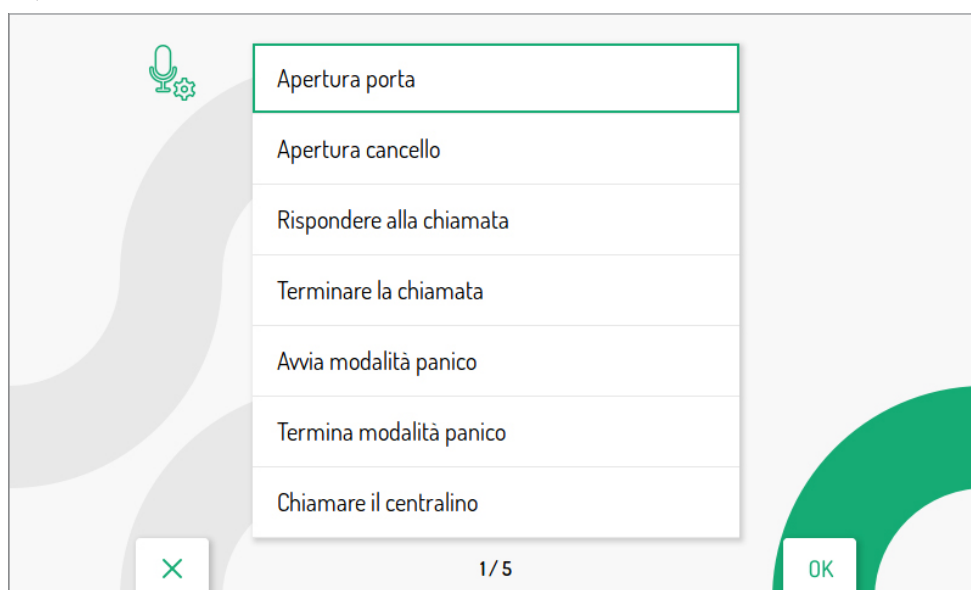 Apertura porta
Apertura cancello
Rispondere alla chiamata
Terminare la chiamata
Avvia modalità panico
Termina modalità panico
Chiamare il centralino
1/5
OK